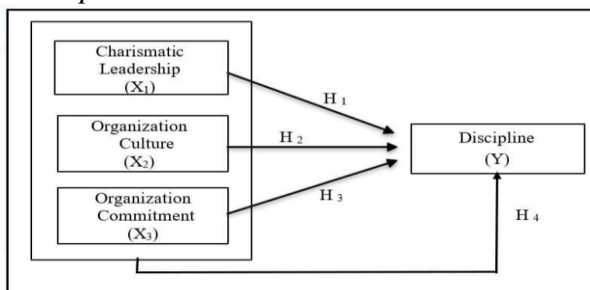 Charismatic
Leadership
(X1)
H 1
Organization
Culture
(X2)
H 2
Discipline
(Y)
Organization
Commitment
(X3)
H 3
H 4